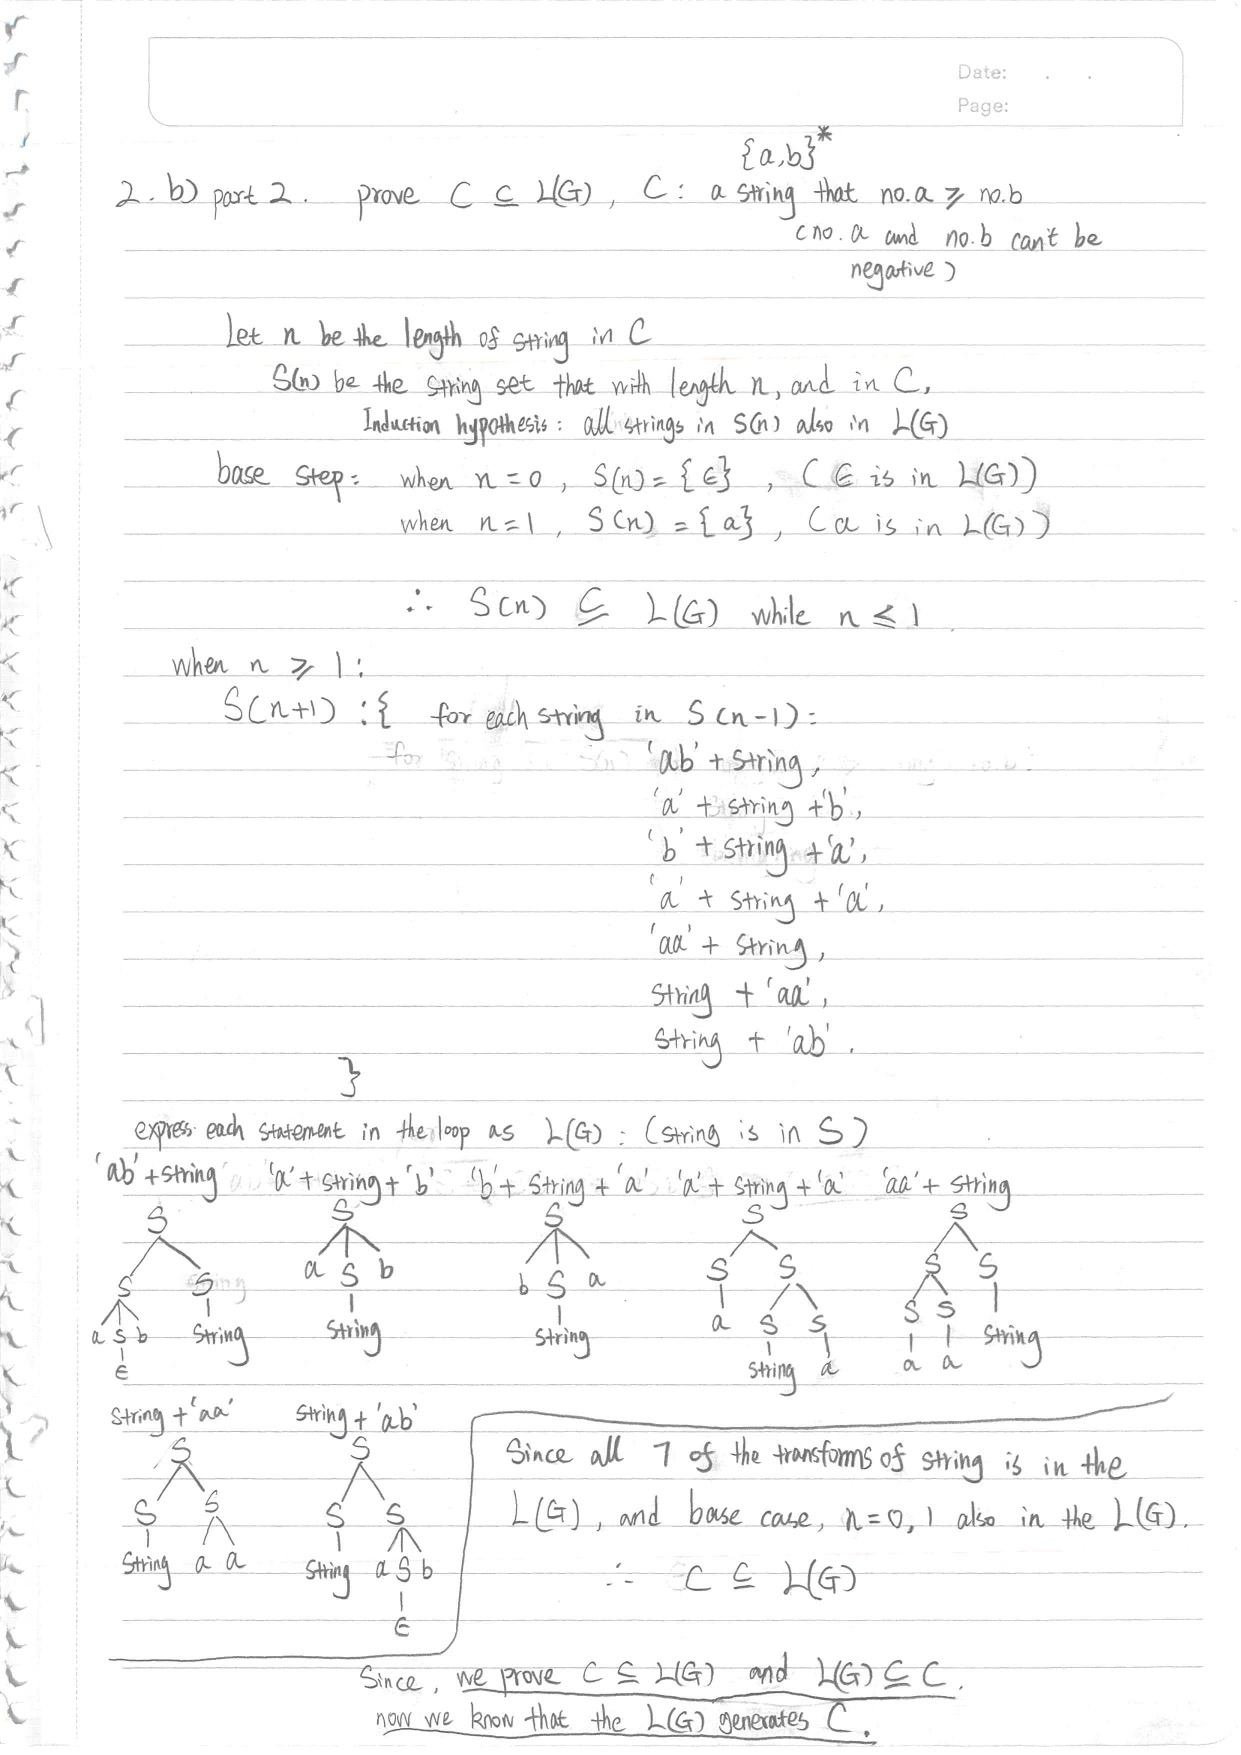 Date: . .
Page:
{a,b}*
2. b) part 2. prove C ⊆ L(G), C: a string that no.a ⩾ no.b
(no. a and no.b can't be
negative)
Let n be the length of string in C
S(n) be the string set that with length n, and in C,
Induction hypothesis: all strings in S(n) also in L(G)
base step: when n=0, S(n)={ϵ}, (ϵ is in L(G))
when n=1, S(n)={a}, (a is in L(G))
∴ S(n) ⊆ L(G) while n ⩽ 1
when n ⩾ 1:
S(n+1) :{ for each string in S(n-1):
'ab' + string,
'a' + string + 'b',
'b' + string + 'a',
'a' + string + 'a',
'aa' + string,
string + 'aa',
string + 'ab'.
}
express each statement in the loop as L(G): (string is in S)
'ab' + string 'a' + string + 'b' 'b' + string + 'a' 'a' + string + 'a' 'aa' + string
S S S S S
S S a S b b S a S S S S
a S b string string string a S S S S string
ϵ string a a a
string + 'aa' string + 'ab'
S S
S S S S
string a a string a S b
ϵ
Since all 7 of the transforms of string is in the
L(G), and base case, n=0,1 also in the L(G).
∴ C ⊆ L(G)
Since, we prove C ⊆ L(G) and L(G) ⊆ C.
now we know that the L(G) generates C.